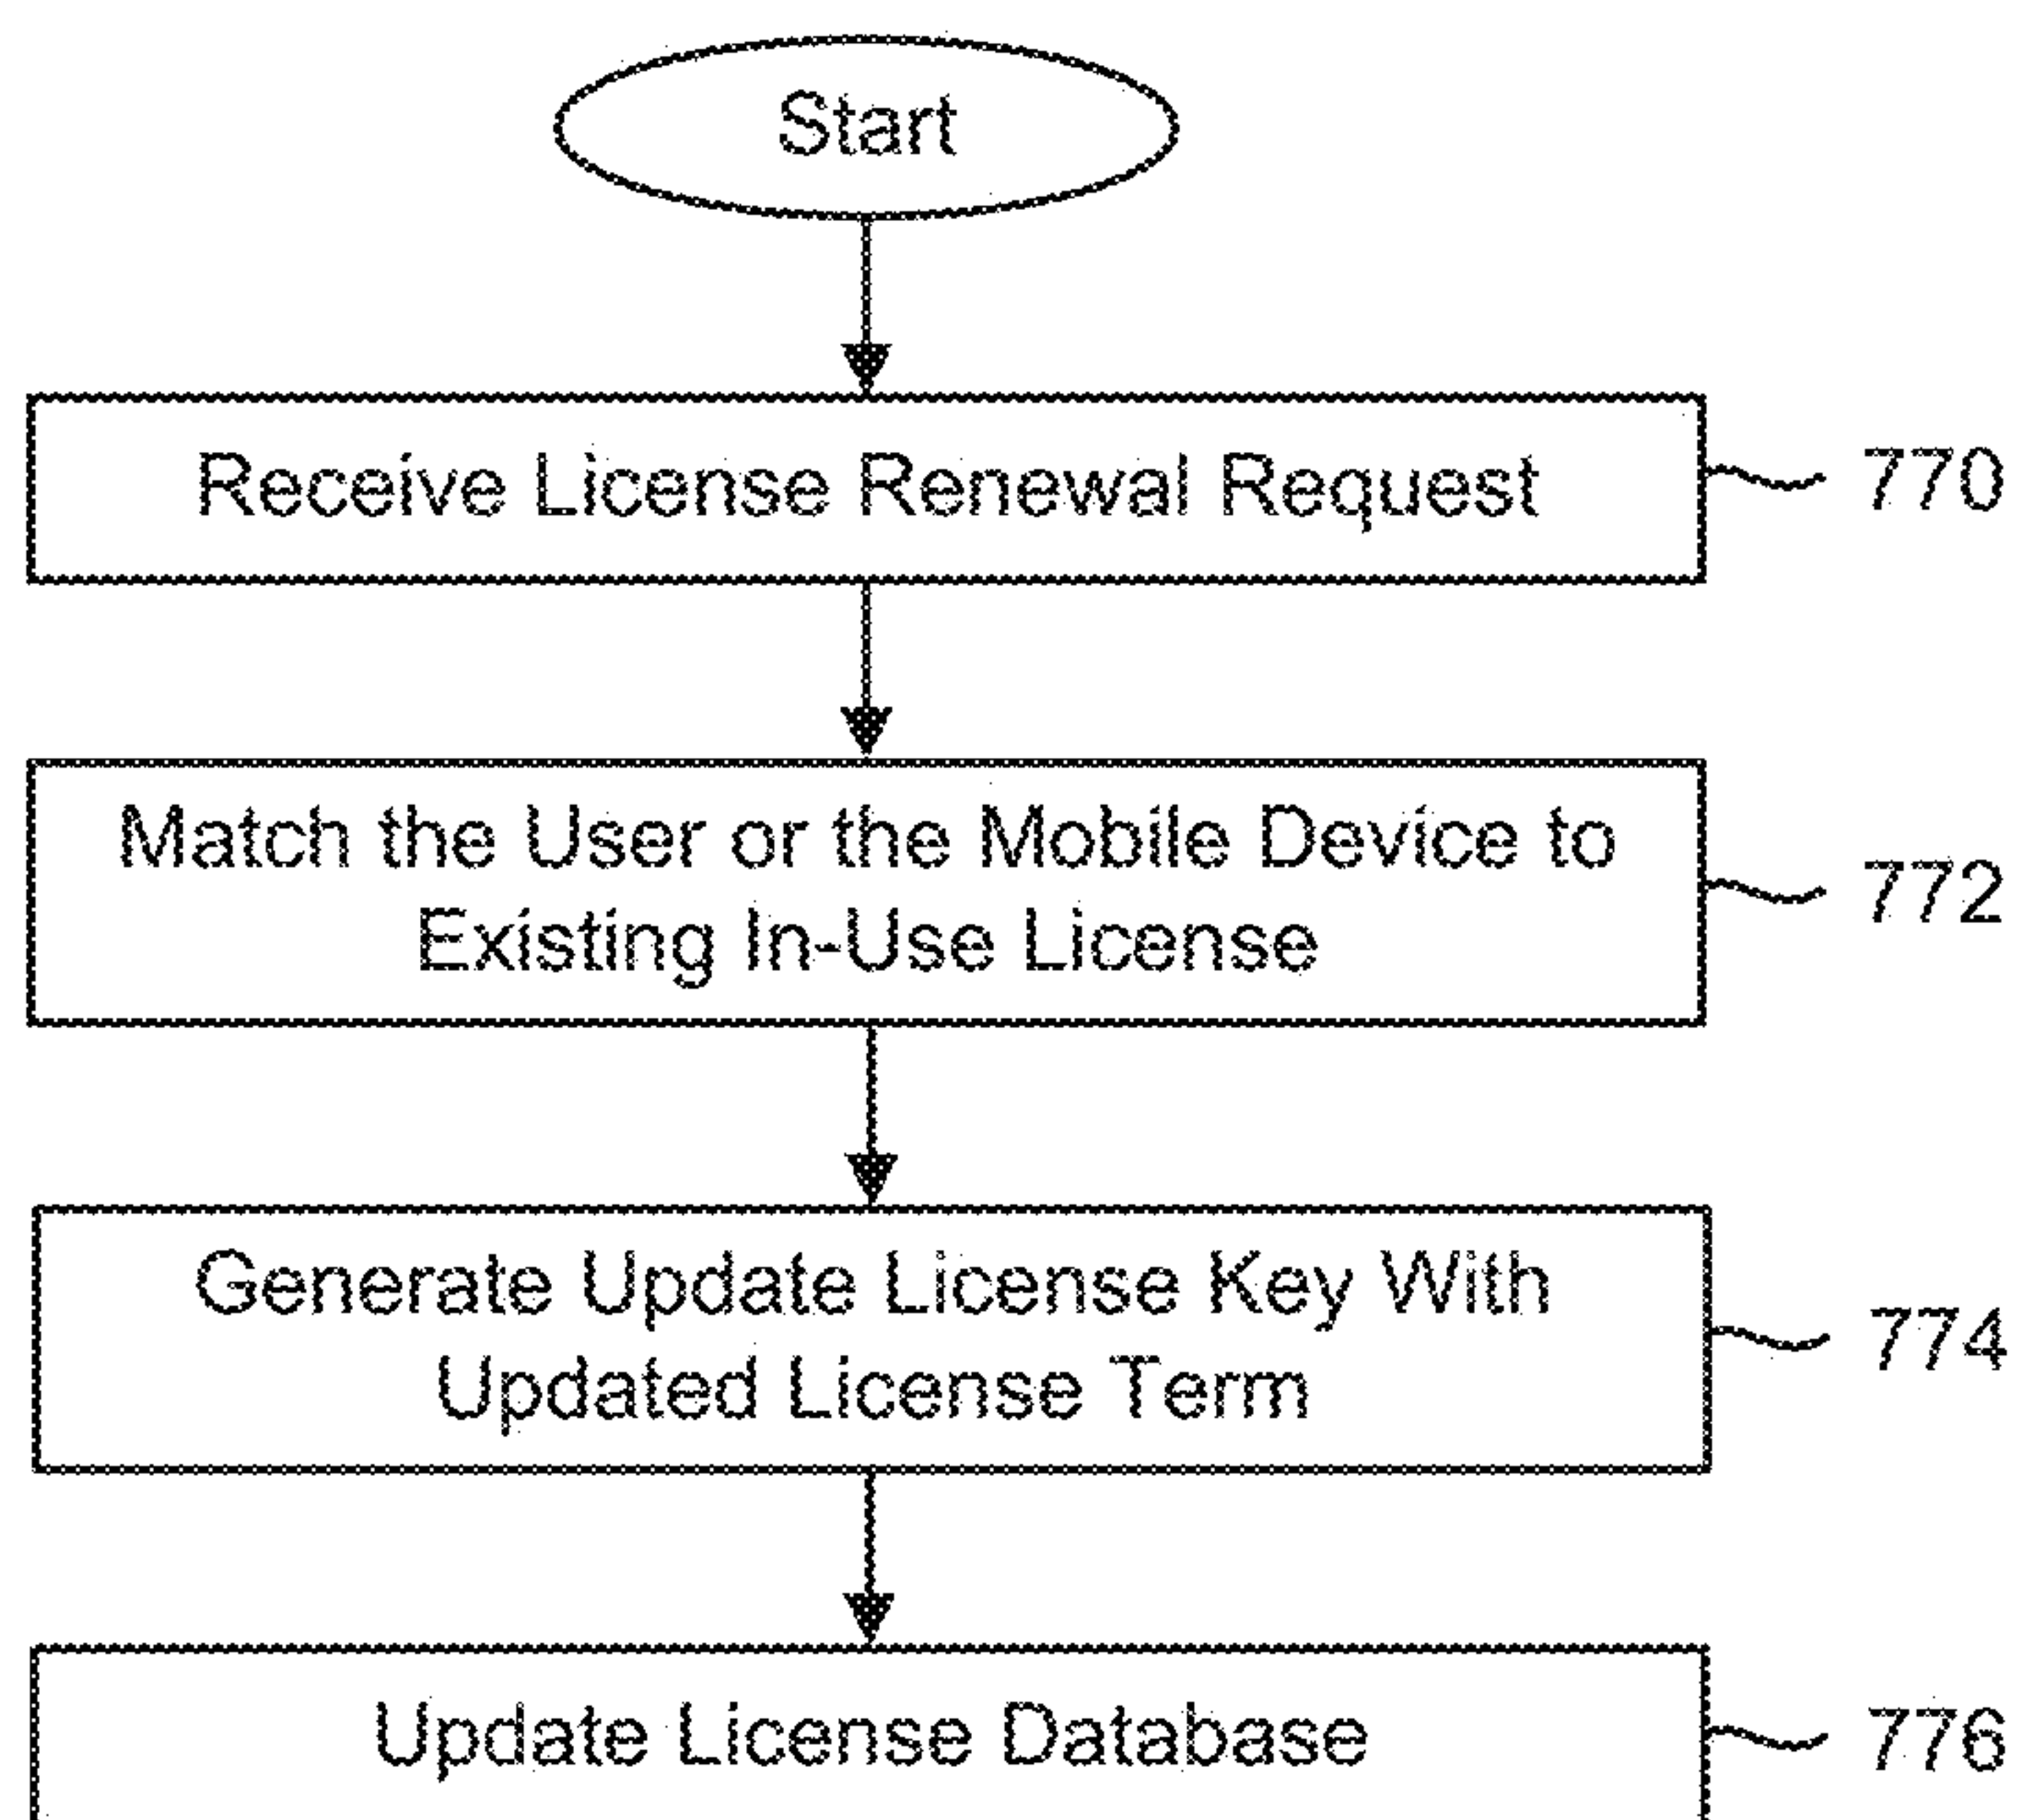 Start
Receive License Renewal Request
770
Match the User or the Mobile Device to
Existing In-Use License
772
Generate Update License Key With
Updated License Term
774
Update License Database
776